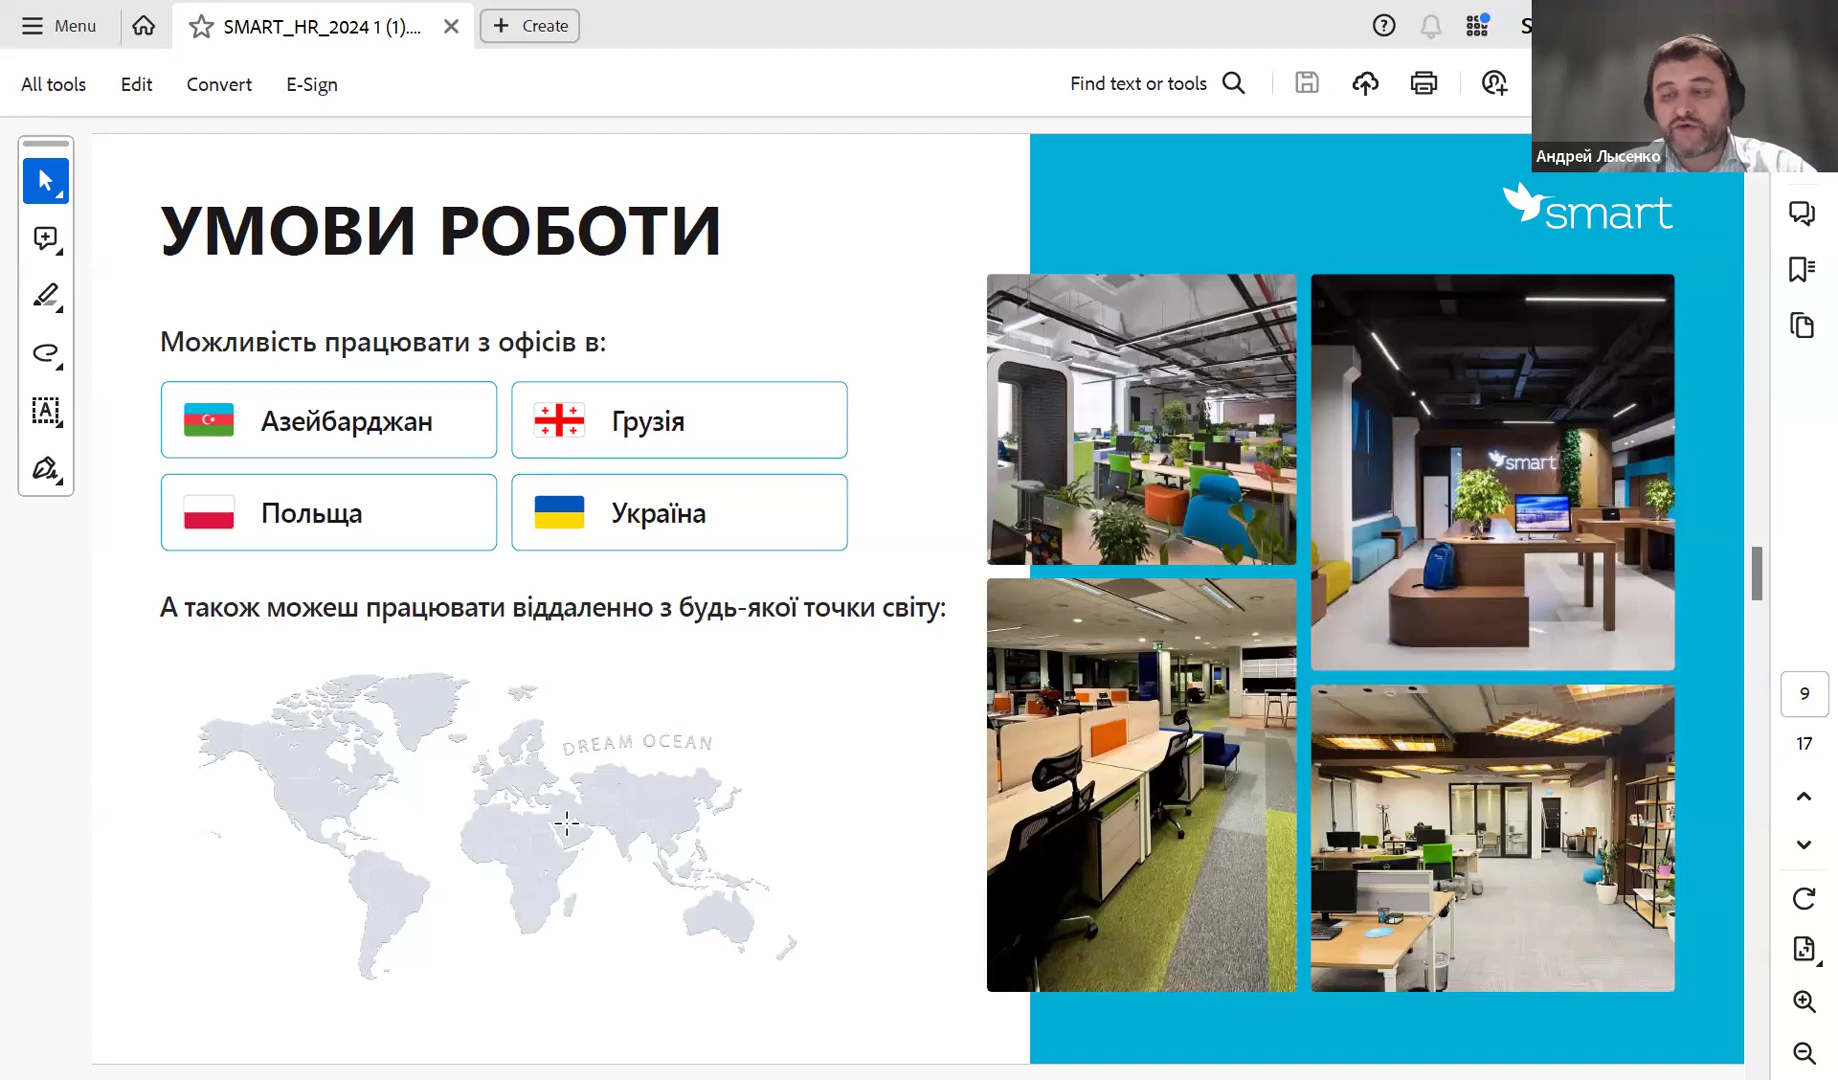 Menu
SMART_HR_2024 1 (1)....
Create
All tools
Edit
Convert
E-Sign
Find text or tools
Андрей Лысенко
УМОВИ РОБОТИ
smart
Можливість працювати з офісів в:
Азейбарджан
Грузія
Польща
Україна
smart
А також можеш працювати віддаленно з будь-якої точки світу:
DREAM OCEAN
9
17